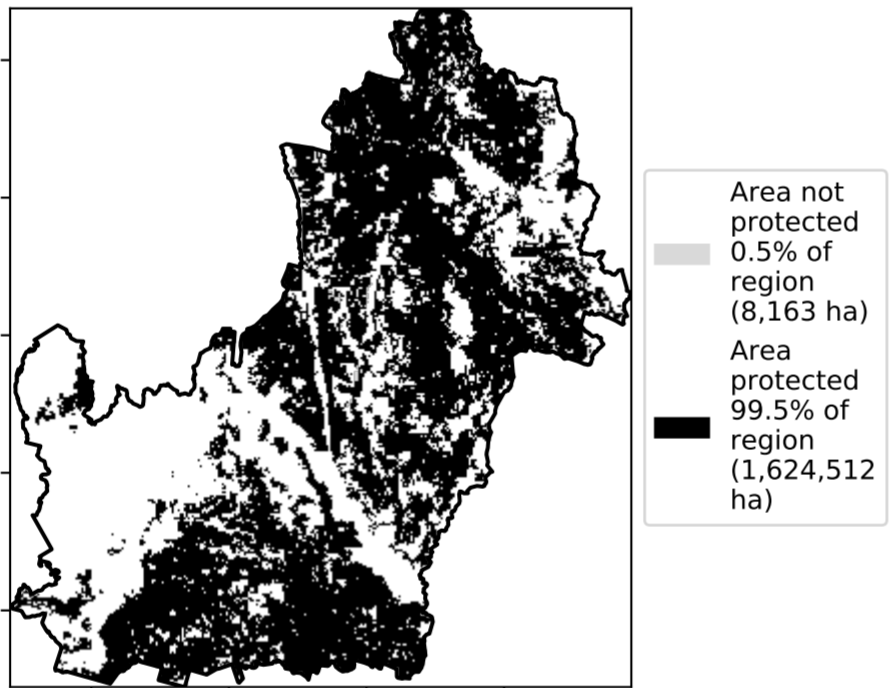 Area not
protected
0.5% of
region
(8,163 ha)
Area
protected
99.5% of
region
(1,624,512
ha)